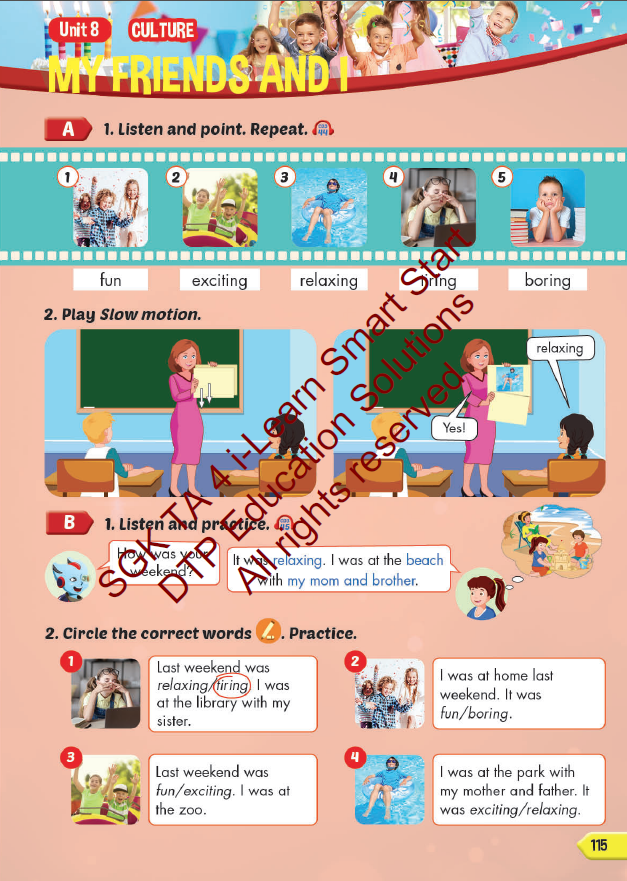 Unit 8
CULTURE
MY FRIENDS AND I
A
1. Listen and point. Repeat.
CD2
44
1
2
3
4
5
fun
exciting
relaxing
tiring
boring
2. Play Slow motion.
relaxing
Yes!
B
1. Listen and practice.
CD2
45
How was your
weekend?
It was relaxing. I was at the beach
with my mom and brother.
2. Circle the correct words. Practice.
1
Last weekend was
relaxing/tiring. I was
at the library with my
sister.
2
I was at home last
weekend. It was
fun/boring.
3
Last weekend was
fun/exciting. I was at
the zoo.
4
I was at the park with
my mother and father. It
was exciting/relaxing.
115
SGK TA 4 i-Learn Smart Start
DTP Education Solutions
All rights reserved